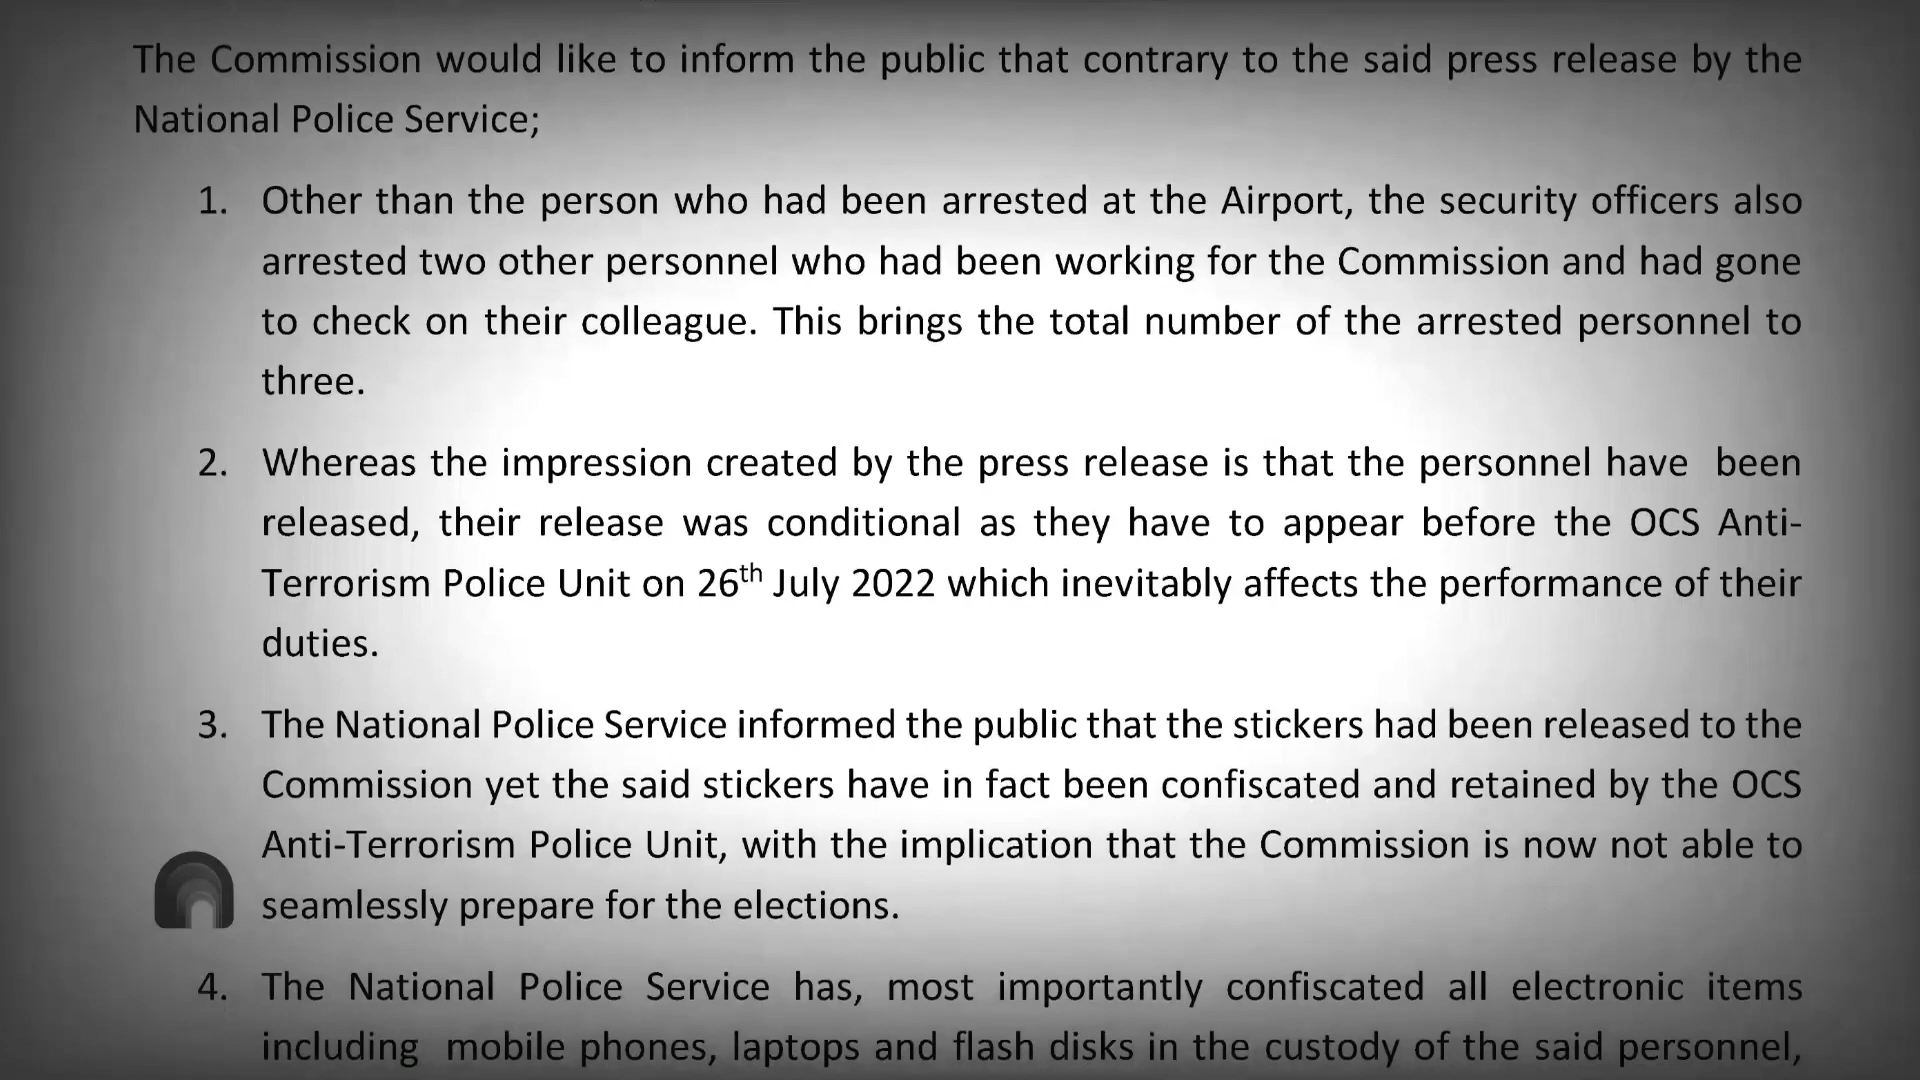 The Commission would like to inform the public that contrary to the said press release by the
National Police Service;
1. Other than the person who had been arrested at the Airport, the security officers also
arrested two other personnel who had been working for the Commission and had gone
to check on their colleague. This brings the total number of the arrested personnel to
three.
2. Whereas the impression created by the press release is that the personnel have been
released, their release was conditional as they have to appear before the OCS Anti-
Terrorism Police Unit on 26th July 2022 which inevitably affects the performance of their
duties.
3. The National Police Service informed the public that the stickers had been released to the
Commission yet the said stickers have in fact been confiscated and retained by the OCS
Anti-Terrorism Police Unit, with the implication that the Commission is now not able to
seamlessly prepare for the elections.
4. The National Police Service has, most importantly confiscated all electronic items
including mobile phones, laptops and flash disks in the custody of the said personnel,